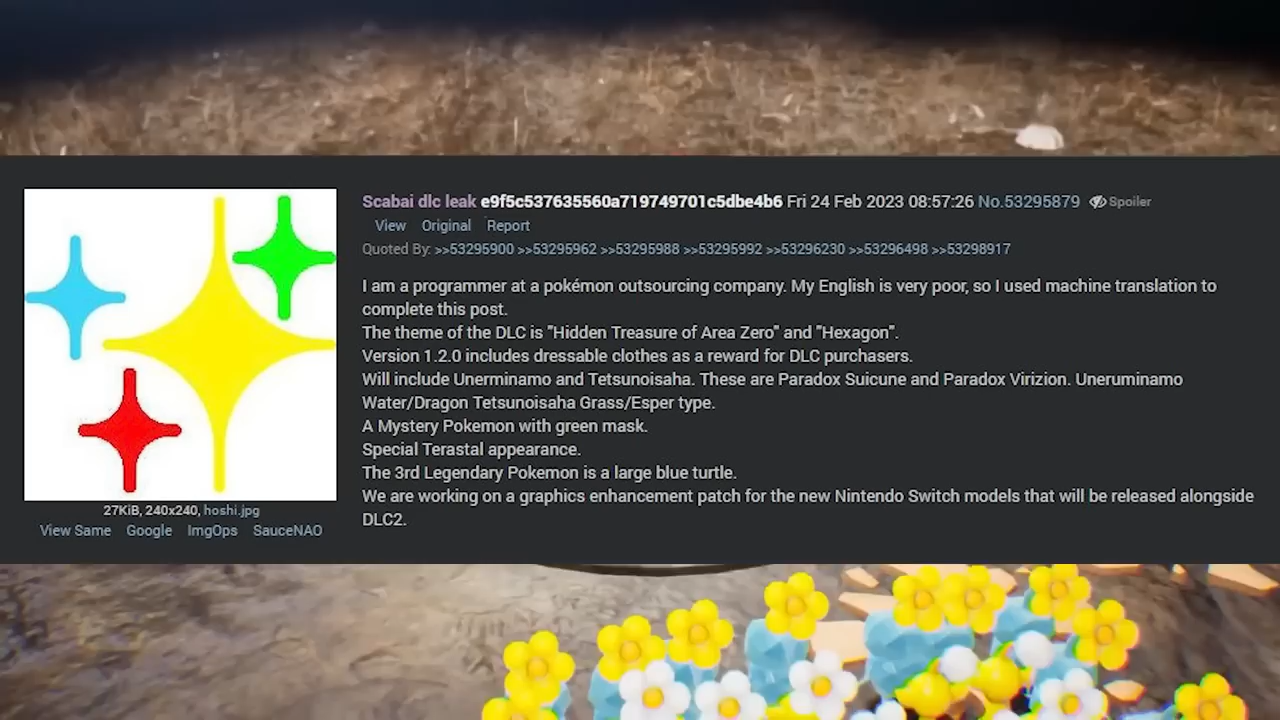 Scabai dlc leak e9f5c537635560a719749701c5dbe4b6 Fri 24 Feb 2023 08:57:26 No.53295879 Spoiler
View Original Report
Quoted By: >>53295900 >>53295962 >>53295988 >>53295992 >>53296230 >>53296498 >>53298917
I am a programmer at a pokémon outsourcing company. My English is very poor, so I used machine translation to
complete this post.
The theme of the DLC is "Hidden Treasure of Area Zero" and "Hexagon".
Version 1.2.0 includes dressable clothes as a reward for DLC purchasers.
Will include Unerminamo and Tetsunoisaha. These are Paradox Suicune and Paradox Virizion. Uneruminamo
Water/Dragon Tetsunoisaha Grass/Esper type.
A Mystery Pokemon with green mask.
Special Terastal appearance.
The 3rd Legendary Pokemon is a large blue turtle.
We are working on a graphics enhancement patch for the new Nintendo Switch models that will be released alongside
DLC2.
27KiB, 240x240, hoshi.jpg
View Same Google ImgOps SauceNAO